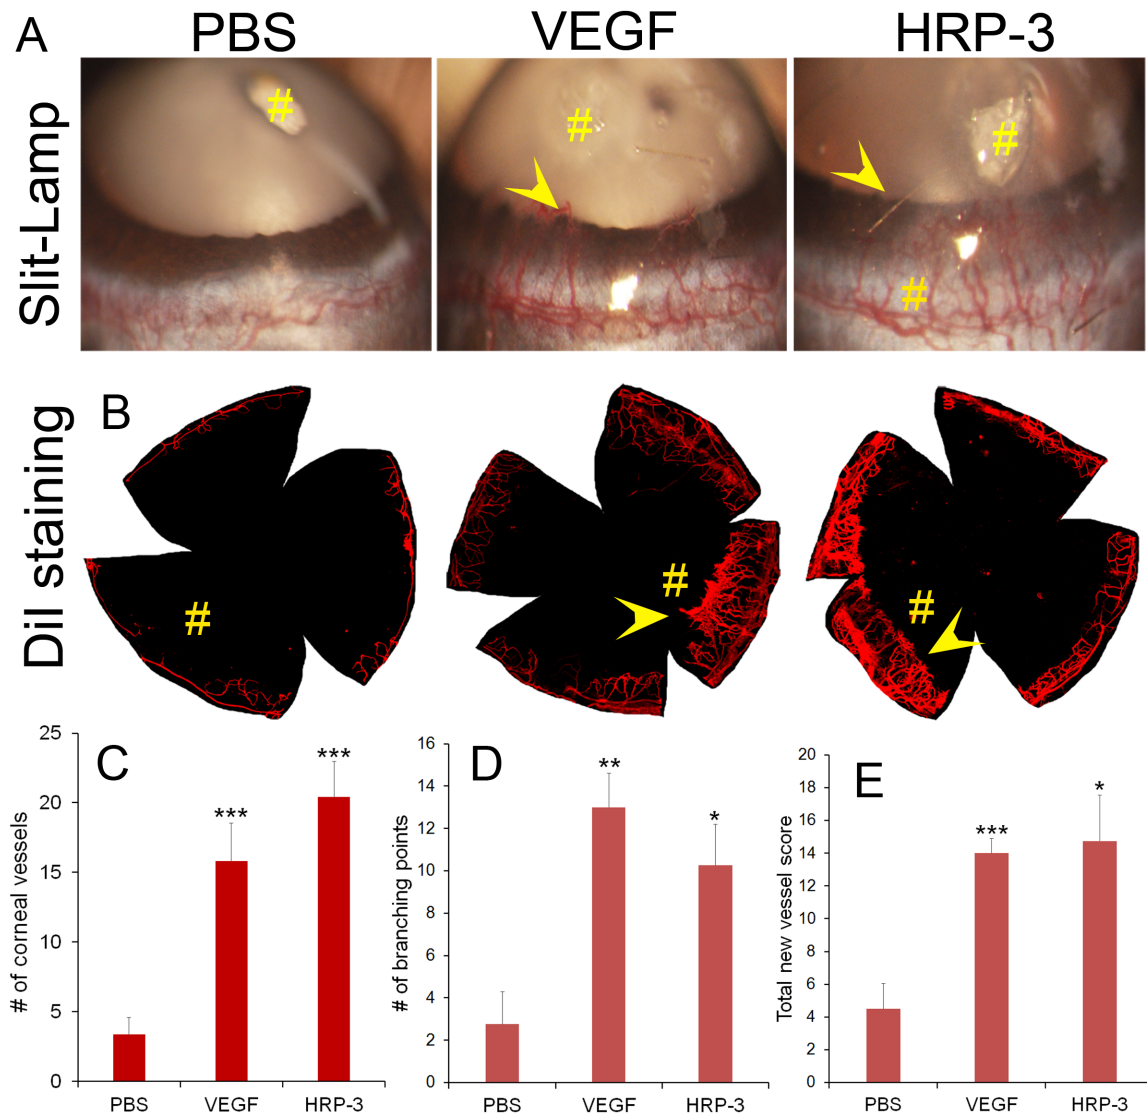 A
PBS
VEGF
HRP-3
Slit-Lamp
#
#
#
#
DiI staining
B
#
#
#
C
# of corneal vessels
25
20
15
10
5
0
***
***
PBS
VEGF
HRP-3
D
# of branching points
16
14
12
10
8
6
4
2
0
**
*
PBS
VEGF
HRP-3
E
Total new vessel score
20
18
16
14
12
10
8
6
4
2
0
***
*
PBS
VEGF
HRP-3